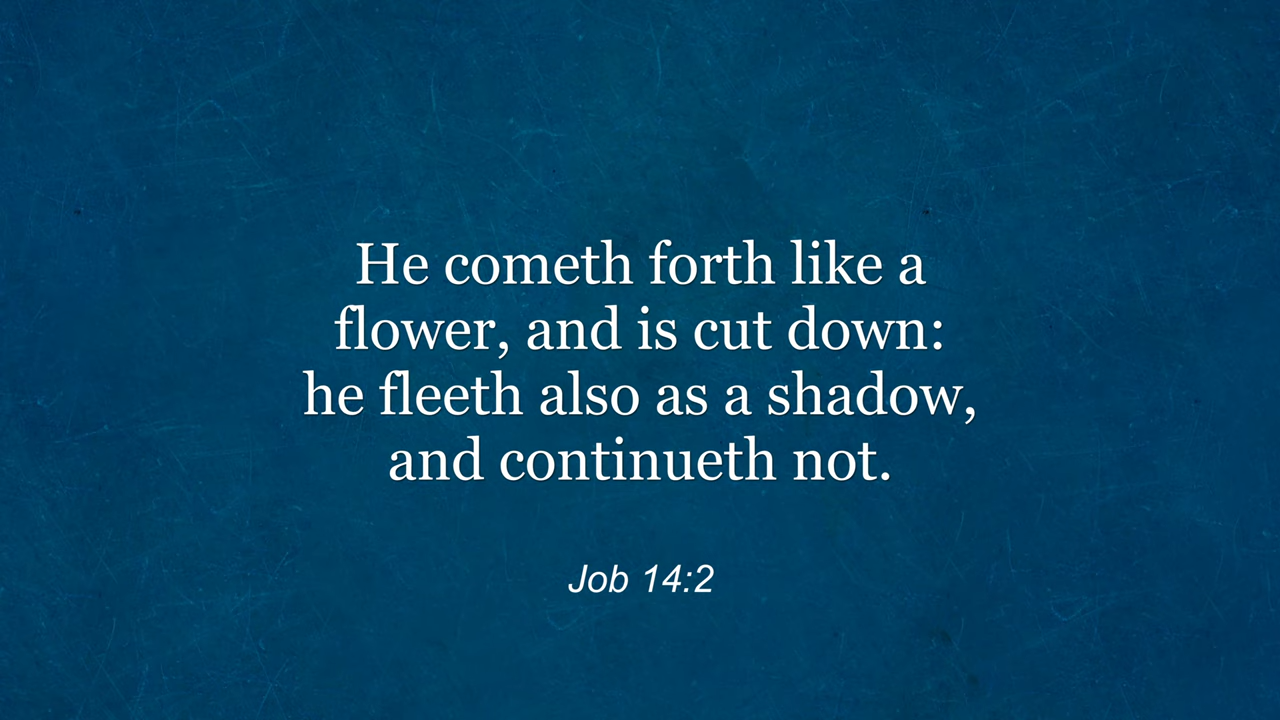 He cometh forth like a
flower, and is cut down:
he fleeth also as a shadow,
and continueth not.
Job 14:2